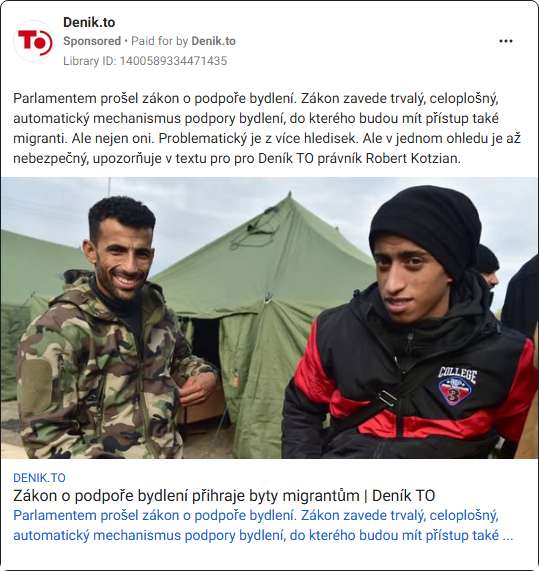 Denik.to
TO
Sponsored • Paid for by Denik.to
Library ID: 1400589334471435
Parlamentem prošel zákon o podpoře bydlení. Zákon zavede trvalý, celoplošný,
automatický mechanismus podpory bydlení, do kterého budou mít přístup také
migranti. Ale nejen oni. Problematický je z více hledisek. Ale v jednom ohledu je až
nebezpečný, upozorňuje v textu pro pro Deník TO právník Robert Kotzian.
COLLEGE
3
DENIK.TO
Zákon o podpoře bydlení přihraje byty migrantům | Deník TO
Parlamentem prošel zákon o podpoře bydlení. Zákon zavede trvalý, celoplošný,
automatický mechanismus podpory bydlení, do kterého budou mít přístup také ...